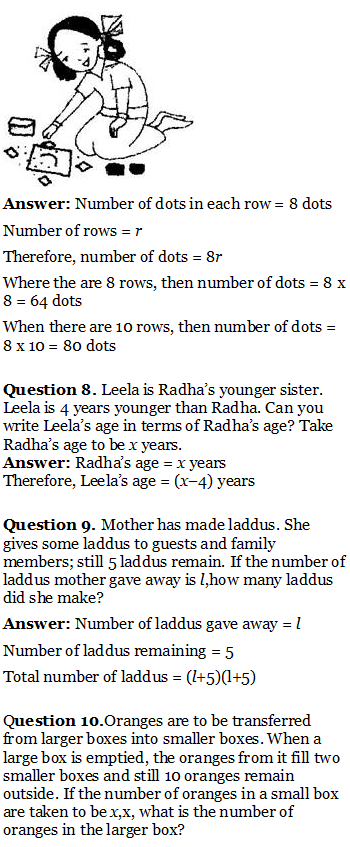 Answer: Number of dots in each row = 8 dots
Number of rows = r
Therefore, number of dots = 8r
Where the are 8 rows, then number of dots = 8 x
8 = 64 dots
When there are 10 rows, then number of dots =
8 x 10 = 80 dots
Question 8. Leela is Radha's younger sister.
Leela is 4 years younger than Radha. Can you
write Leela's age in terms of Radha's age? Take
Radha's age to be x years.
Answer: Radha's age = x years
Therefore, Leela's age = (x−4) years
Question 9. Mother has made laddus. She
gives some laddus to guests and family
members; still 5 laddus remain. If the number of
laddus mother gave away is l,how many laddus
did she make?
Answer: Number of laddus gave away = l
Number of laddus remaining = 5
Total number of laddus = (l+5)(l+5)
Question 10.Oranges are to be transferred
from larger boxes into smaller boxes. When a
large box is emptied, the oranges from it fill two
smaller boxes and still 10 oranges remain
outside. If the number of oranges in a small box
are taken to be x,x, what is the number of
oranges in the larger box?